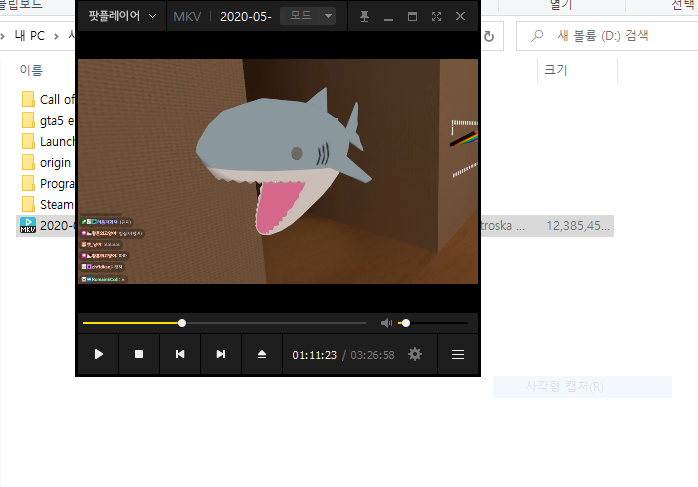 클립보드
열기
선택
팟플레이어
MKV
2020-05-
모드
내 PC
새 볼륨 (D:) 검색
이름
크기
Call of
gta5 e
Launch
origin
Progra
Steam
MKV
2020-0
troska ...
12,385,45...
01:11:23 / 03:26:58
사각형 캡처(R)